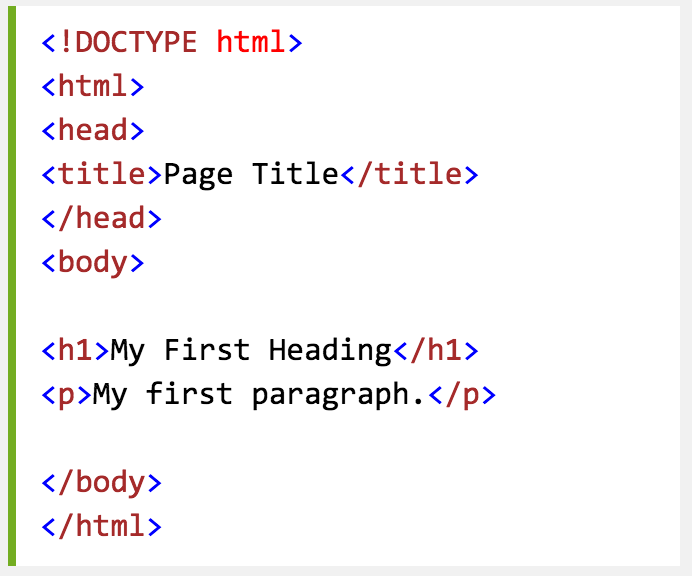 <!DOCTYPE html>
<html>
<head>
<title>Page Title</title>
</head>
<body>
<h1>My First Heading</h1>
<p>My first paragraph.</p>
</body>
</html>